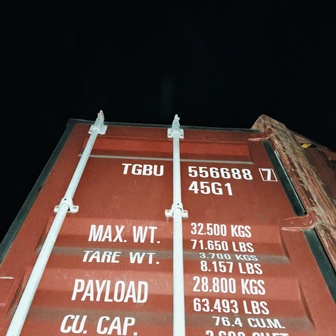 TGBU 556688 7
45G1
MAX. WT. 32.500 KGS
71.650 LBS
TARE WT. 3.700 KGS
8.157 LBS
PAYLOAD 28.800 KGS
63.493 LBS
CU. CAP. 76.4 CU.M.